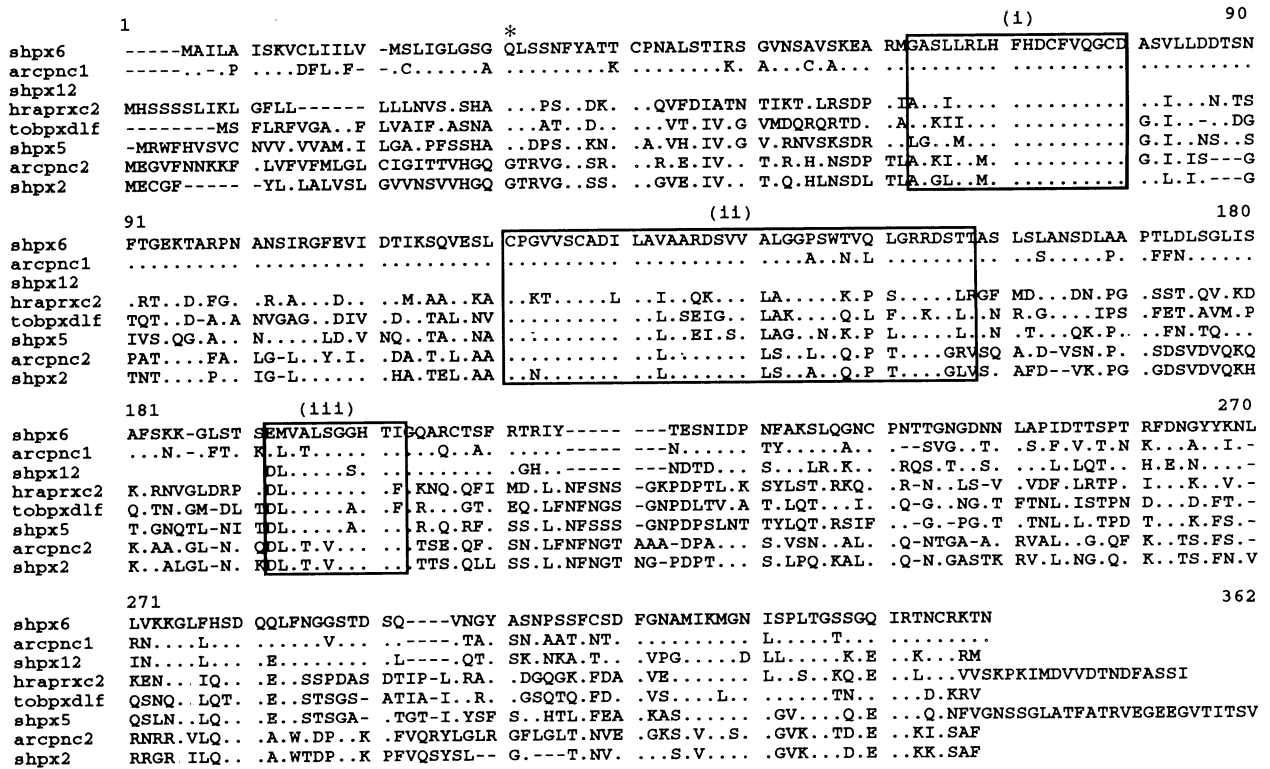 1 (i) 90
*
shpx6 -----MAILA ISKVCLIILV -MSLIGLGSG QLSSNFYATT CPNALSTIRS GVNSAVSKEA RMGASLLRLH FHDCFVQGCD ASVLLDDTSN
arcpnc1 ------..P ....DFL.F- --.C.....A .......K .......K. A...C.A... .......... .......... ..........
shpx12
hraprxc2 MHSSSSLIKL GFLL------ LLLNVS.SHA ...PS..DK. ..QVFDIATN TIKT.LRSDP .IA..I.... .......... ..I...N.TS
tobpxdlf --------MS FLRFVGA..F LVAIF.ASNA ...AT..D.. ...VT.IV.G VMDQRQRTD. .A..KII... .......... G.I...-.DG
shpx5 -MRWFHVSVC NVV.VVAM.I LGA.PFSSHA ...DPS..KN ..A.VH.IV.G V.RNVSKSDR ..LG..M... .......... G.I...NS..S
arcpnc2 MEGVFNNKKF .LVFVFMLGL CIGITTVHGQ GTRVG..SR. ..R.E.IV.. T.R.H.NSDP TLA.KI..M. .......... G.I.IS---G
shpx2 MECGF----- .YL.LALVSL GVVNSVVHGQ GTRVG..SS. ..GVE.IV.. T.Q.HLNSDL TLA.GL..M. .......... ..L.I.---G
91 (ii) 180
shpx6 FTGEKTARPN ANSIRGFEVI DTIKSQVESL CPGVVSCADI LAVAARDSVV ALGGPSWTVQ LGRRDSTTAS LSLANSDLAA PTLDLSGLIS
arcpnc1 .......... .......... .......... .......... .......... .....A..N.L .......... ...S.....P. .FFN......
shpx12
hraprxc2 .RT..D.FG. .R.A...D.. ..M.AA..KA ..KT.....L ..I..QK... .LA....K.P S.....LRGF MD...DN.PG .SST.QV.KD
tobpxdlf TQT..D-A.A NVGAG..DIV .D..TAL.NV .......... ..L.SEIG.. .LAK...Q.L F..K..L..N R.G....IPS .FET.AVM.P
shpx5 IVS.QG.A.. N.....LD.V NQ..TA..NA .......... ..L..EI.S. LAG..N.K.P L.....L..N .T...QK.P. ..FN.TQ...
arcpnc2 PAT....FA. LG-L..Y.I. .DA.T.L.AA .......... ..L....... .LS..L..Q.P T....GRVSQ A.D-VSN.P. .SDSVDVQKQ
shpx2 TNT....P.. IG-L...... .HA.TEL.AA ..N....... ..L....... .LS..A..Q.P T....GLVS. AFD--VK.PG .GDSVDVQKH
181 (iii) 270
shpx6 AFSKK-GLSTS SEMVALSGGHT TIGQARCTSF RTRIY----- ----TESNIDP NFAKSLQGNC PNTTGNGDNN LAPIDTTSPT RFDNGYYKNL
arcpnc1 ...N.-.FT. K.L.T..... ....Q..A. .....----- ----..N.... TY....A... ...SVG..T. .S.F.V.T.N K...A...I.-
shpx12 DL.....S. .......... .GH..----- ----NDTD... S...LR.K.. .RQS.T..S. .L.LQT.... H.E.N....-
hraprxc2 K.RNVGLDRP .DL....... .F.KNQ.QFI MD.L.NFSNS -GKPDPTL.K SYLST.RKQ. .R-N..LS-V .VDF.LRTP. I...K..V.-
tobpxdlf Q.TN.GM-DL TDL....A.. .F.R...GT. EQ.LFNFNGS -GNPDLTV.A T.LQT...I. .Q-G..NG.T FTNL.ISTPN D...D.FT.-
shpx5 T.GNQTL-NI TDL....A.. ...R..Q.RF. SS.L.NFSSS -GNPDPSLNT TYLQT.RSIF ..-G.-PG.T .TNL.L.TPD T...K.FS.-
arcpnc2 K.AA.GL-N. QDL.T.V... ...TSE.QF. SN.LFNFNGT AAA-DPA... S.VSN..AL. .Q-NTGA-A. RVAL..G.QF K..TS.FS.-
shpx2 K..ALGL-N. KDL.T.V... ...TTS.QLL SS.L.NFNGT NG-PDPT... S.LPQ.KAL. .Q-N.GASTK RV.L.NG.Q. K..TS.FN.V
271 362
shpx6 LVKKGLFHSD QQLFNGGSTD SQ----VNGY ASNPSSFCSD FGNAMIKMGN ISPLTGSSGQ IRTNCRKTN
arcpnc1 RN....L... ......V... ..----.TA. SN.AAT.NT. .......... L.....T... .........
shpx12 IN....L... .E........ L.-----.QT. SK.NKA.T.. .VPG.....D LL....K.E ..K...RM
hraprxc2 KEN...IQ.. .E..SSPDAS DTIP-L.RA. .DGQGK.FDA .VE....... L.S..KQ.E ..L...VVSKPKIMDVVDTNDFASSI
tobpxdlf QSNQ..LQT. .E..STSGS- ATIA-I..R. .GSQTQ.FD. .VS...L... .....TN... ...D.KRV
shpx5 QSLN..LQ.. .E..STSGA- .TGT-I.YSF S..HTL.FEA .KAS...... .GV...Q.E ...Q.NFVGNSSGLATFATRVEGEEGVTITSV
arcpnc2 RNRR.VLQ.. .A.W.DP..K .FVQRYLGLR GFLGLT.NVE .GKS.V..S. .GVK..TD.E ..KI.SAF
shpx2 RRGR.ILQ.. .A.WTDP..K PFVQSYSL-- G.---T.NV. ....S.V... .GVK..D.E ..KK.SAF